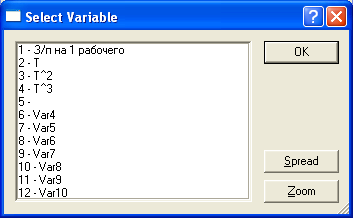 Select Variable
1 - З/п на 1 рабочего
2 - T
3 - T^2
4 - T^3
5 -
6 - Var4
7 - Var5
8 - Var6
9 - Var7
10 - Var8
11 - Var9
12 - Var10
OK
Spread
Zoom